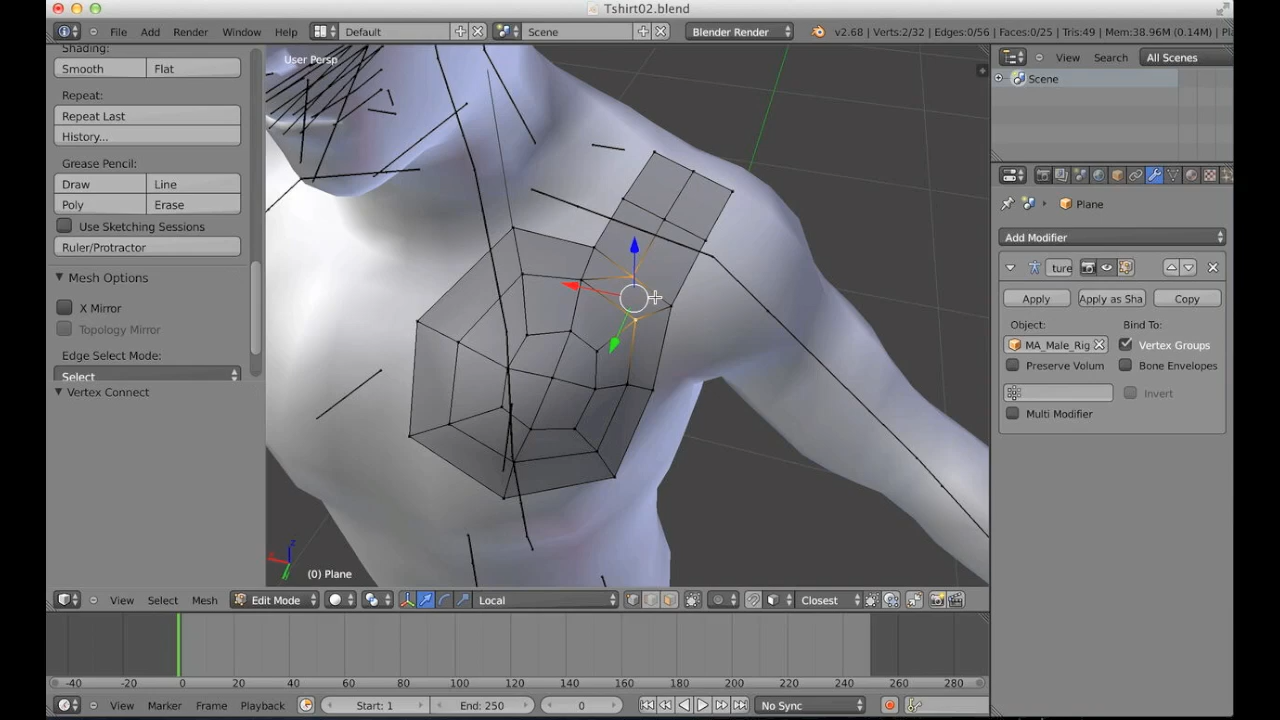 Tshirt02.blend
File Add Render Window Help Default Scene Blender Render v2.68 | Verts:2/32 | Edges:0/56 | Faces:0/25 | Tris:49 | Mem:38.96M (0.14M) |
Shading:
Smooth Flat
Repeat:
Repeat Last
History...
Grease Pencil:
Draw Line
Poly Erase
Use Sketching Sessions
Ruler/Protractor
Mesh Options
X Mirror
Topology Mirror
Edge Select Mode:
Select
Vertex Connect
User Persp
(0) Plane
View Search All Scenes
Scene
Plane
Add Modifier
ture
Apply Apply as Sha Copy
Object: Bind To:
MA_Male_Rig Vertex Groups
Preserve Volum Bone Envelopes
Invert
Multi Modifier
View Select Mesh Edit Mode Local Closest
-40 -20 0 20 40 60 80 100 120 140 160 180 200 220 240 260 280
View Marker Frame Playback Start: 1 End: 250 0 No Sync